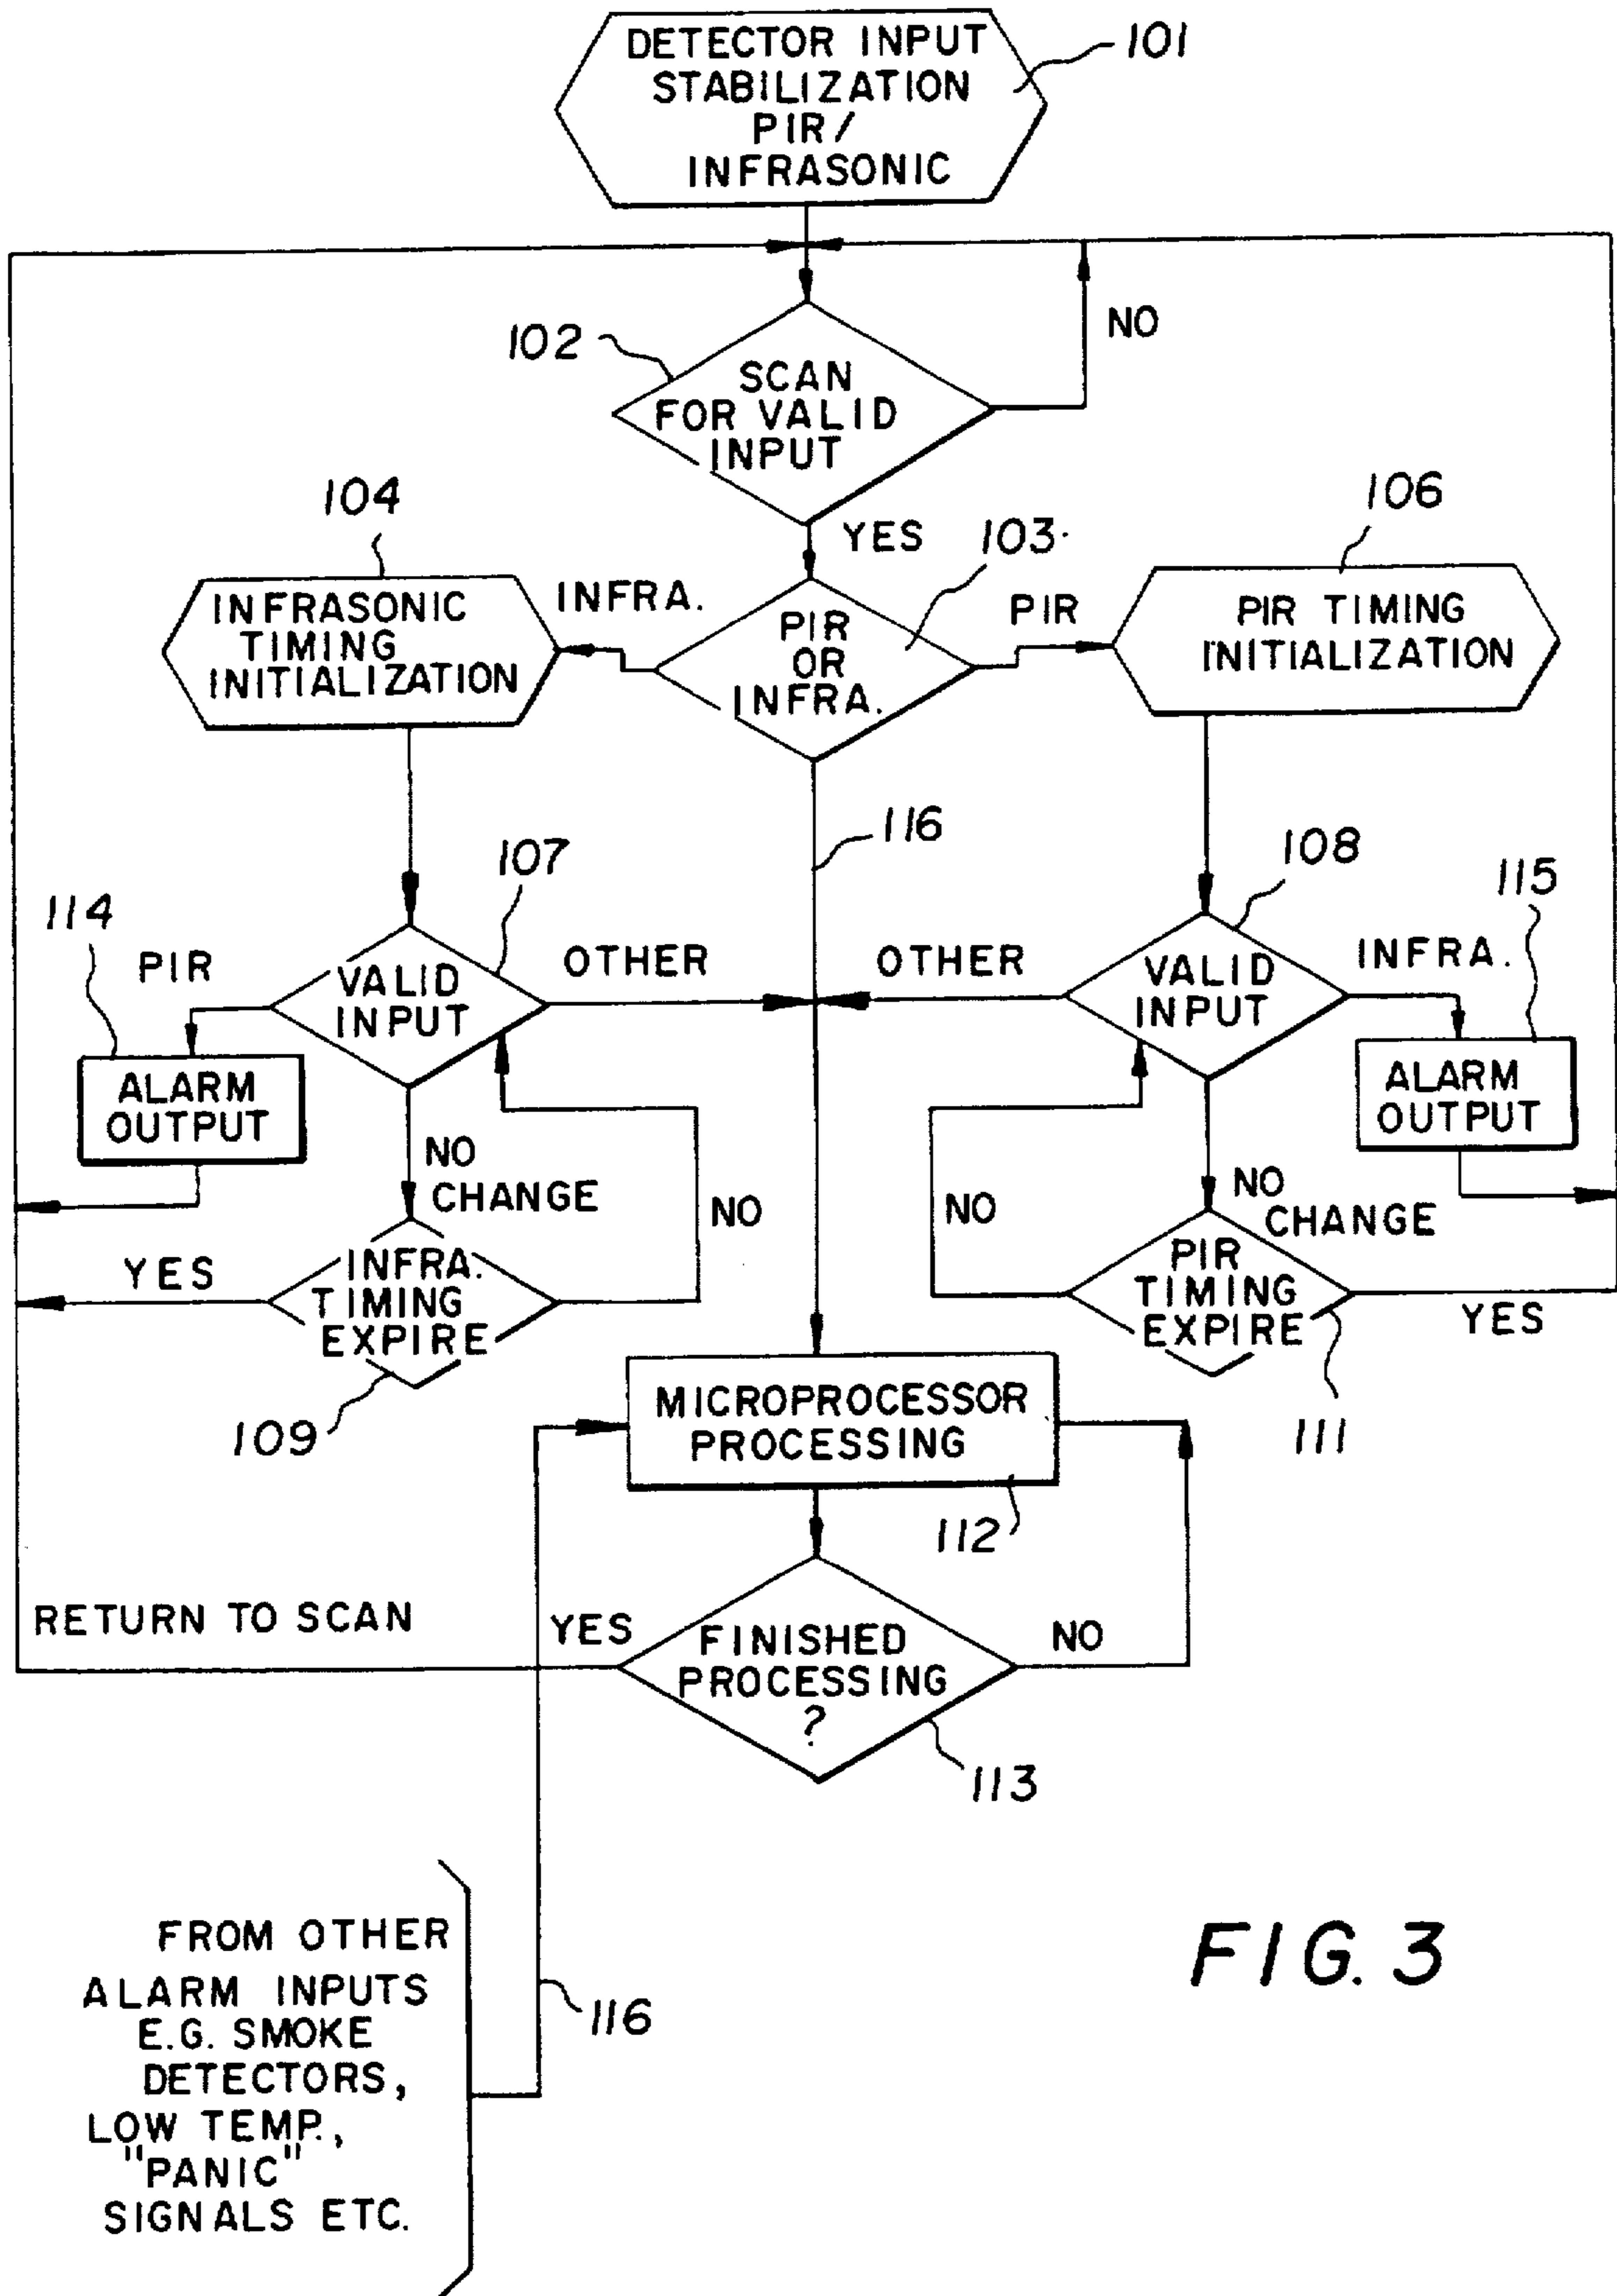 DETECTOR INPUT
STABILIZATION
PIR/
INFRASONIC
101
102
SCAN
FOR VALID
INPUT
NO
YES
103
104
INFRASONIC
TIMING
INITIALIZATION
INFRA.
PIR
OR
INFRA.
PIR
106
PIR TIMING
INITIALIZATION
116
107
108
114
115
PIR
VALID
INPUT
OTHER
OTHER
VALID
INPUT
INFRA.
ALARM
OUTPUT
ALARM
OUTPUT
NO
CHANGE
NO
NO
NO
CHANGE
YES
INFRA.
TIMING
EXPIRE
109
PIR
TIMING
EXPIRE
YES
111
MICROPROCESSOR
PROCESSING
112
RETURN TO SCAN
YES
FINISHED
PROCESSING
?
NO
113
FROM OTHER
ALARM INPUTS
E.G. SMOKE
DETECTORS,
LOW TEMP.,
"PANIC"
SIGNALS ETC.
116
FIG. 3